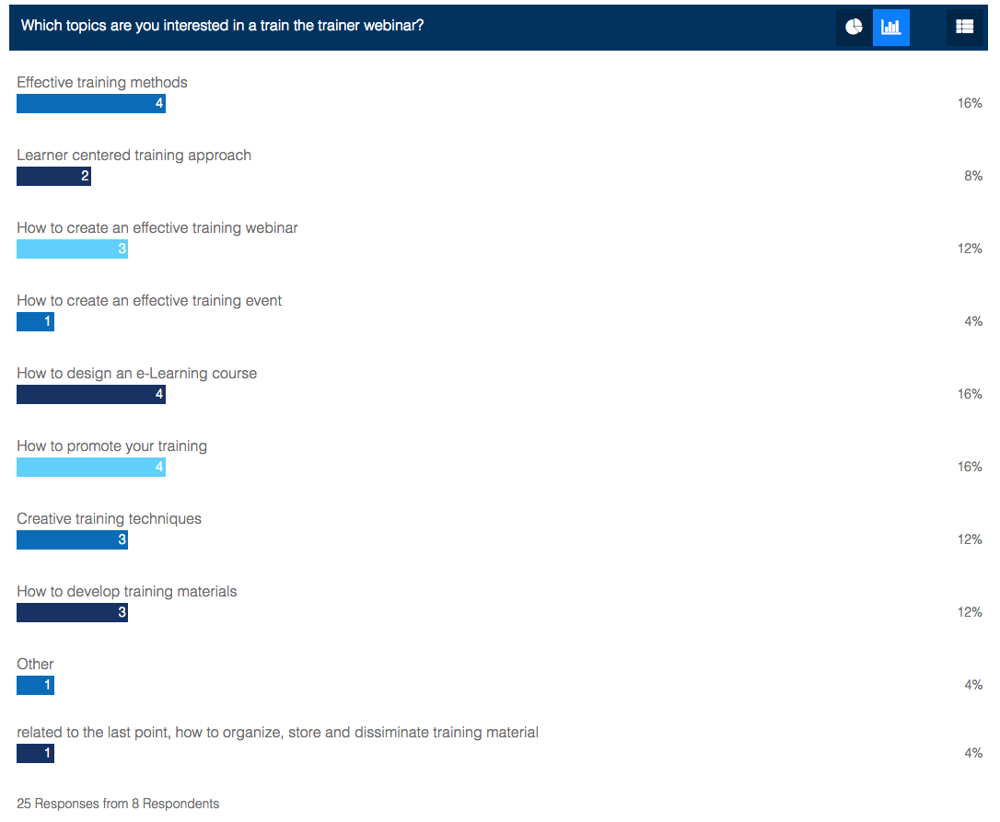 Which topics are you interested in a train the trainer webinar?
Effective training methods
4 16%
Learner centered training approach
2 8%
How to create an effective training webinar
3 12%
How to create an effective training event
1 4%
How to design an e-Learning course
4 16%
How to promote your training
4 16%
Creative training techniques
3 12%
How to develop training materials
3 12%
Other
1 4%
related to the last point, how to organize, store and dissiminate training material
1 4%
25 Responses from 8 Respondents